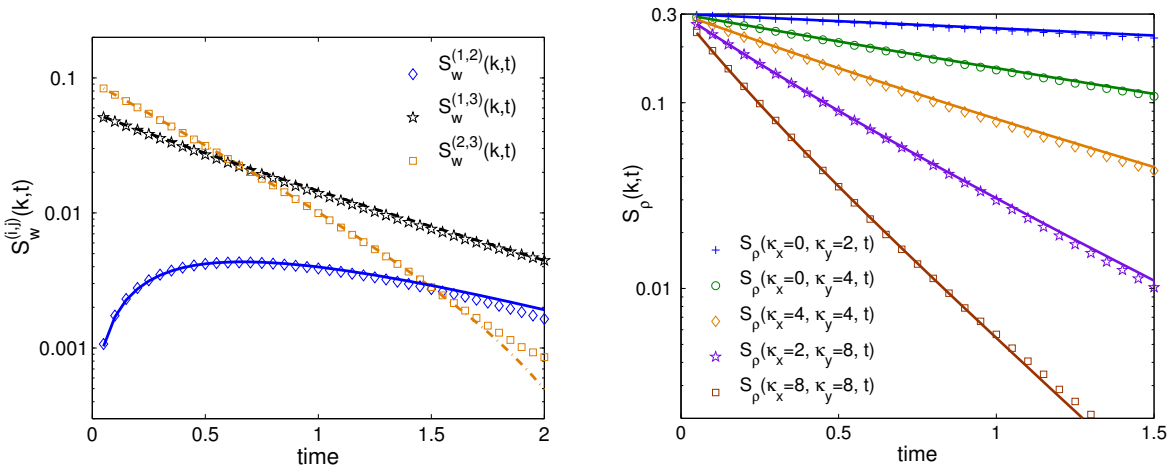 S_w^(i,j)(k,t)
0.1
0.01
0.001
0
0.5
1
1.5
2
time
S_w^(1,2)(k,t)
S_w^(1,3)(k,t)
S_w^(2,3)(k,t)
S_ρ(k,t)
0.3
0.1
0.01
0
0.5
1
1.5
time
S_ρ(κ_x=0, κ_y=2, t)
S_ρ(κ_x=0, κ_y=4, t)
S_ρ(κ_x=4, κ_y=4, t)
S_ρ(κ_x=2, κ_y=8, t)
S_ρ(κ_x=8, κ_y=8, t)